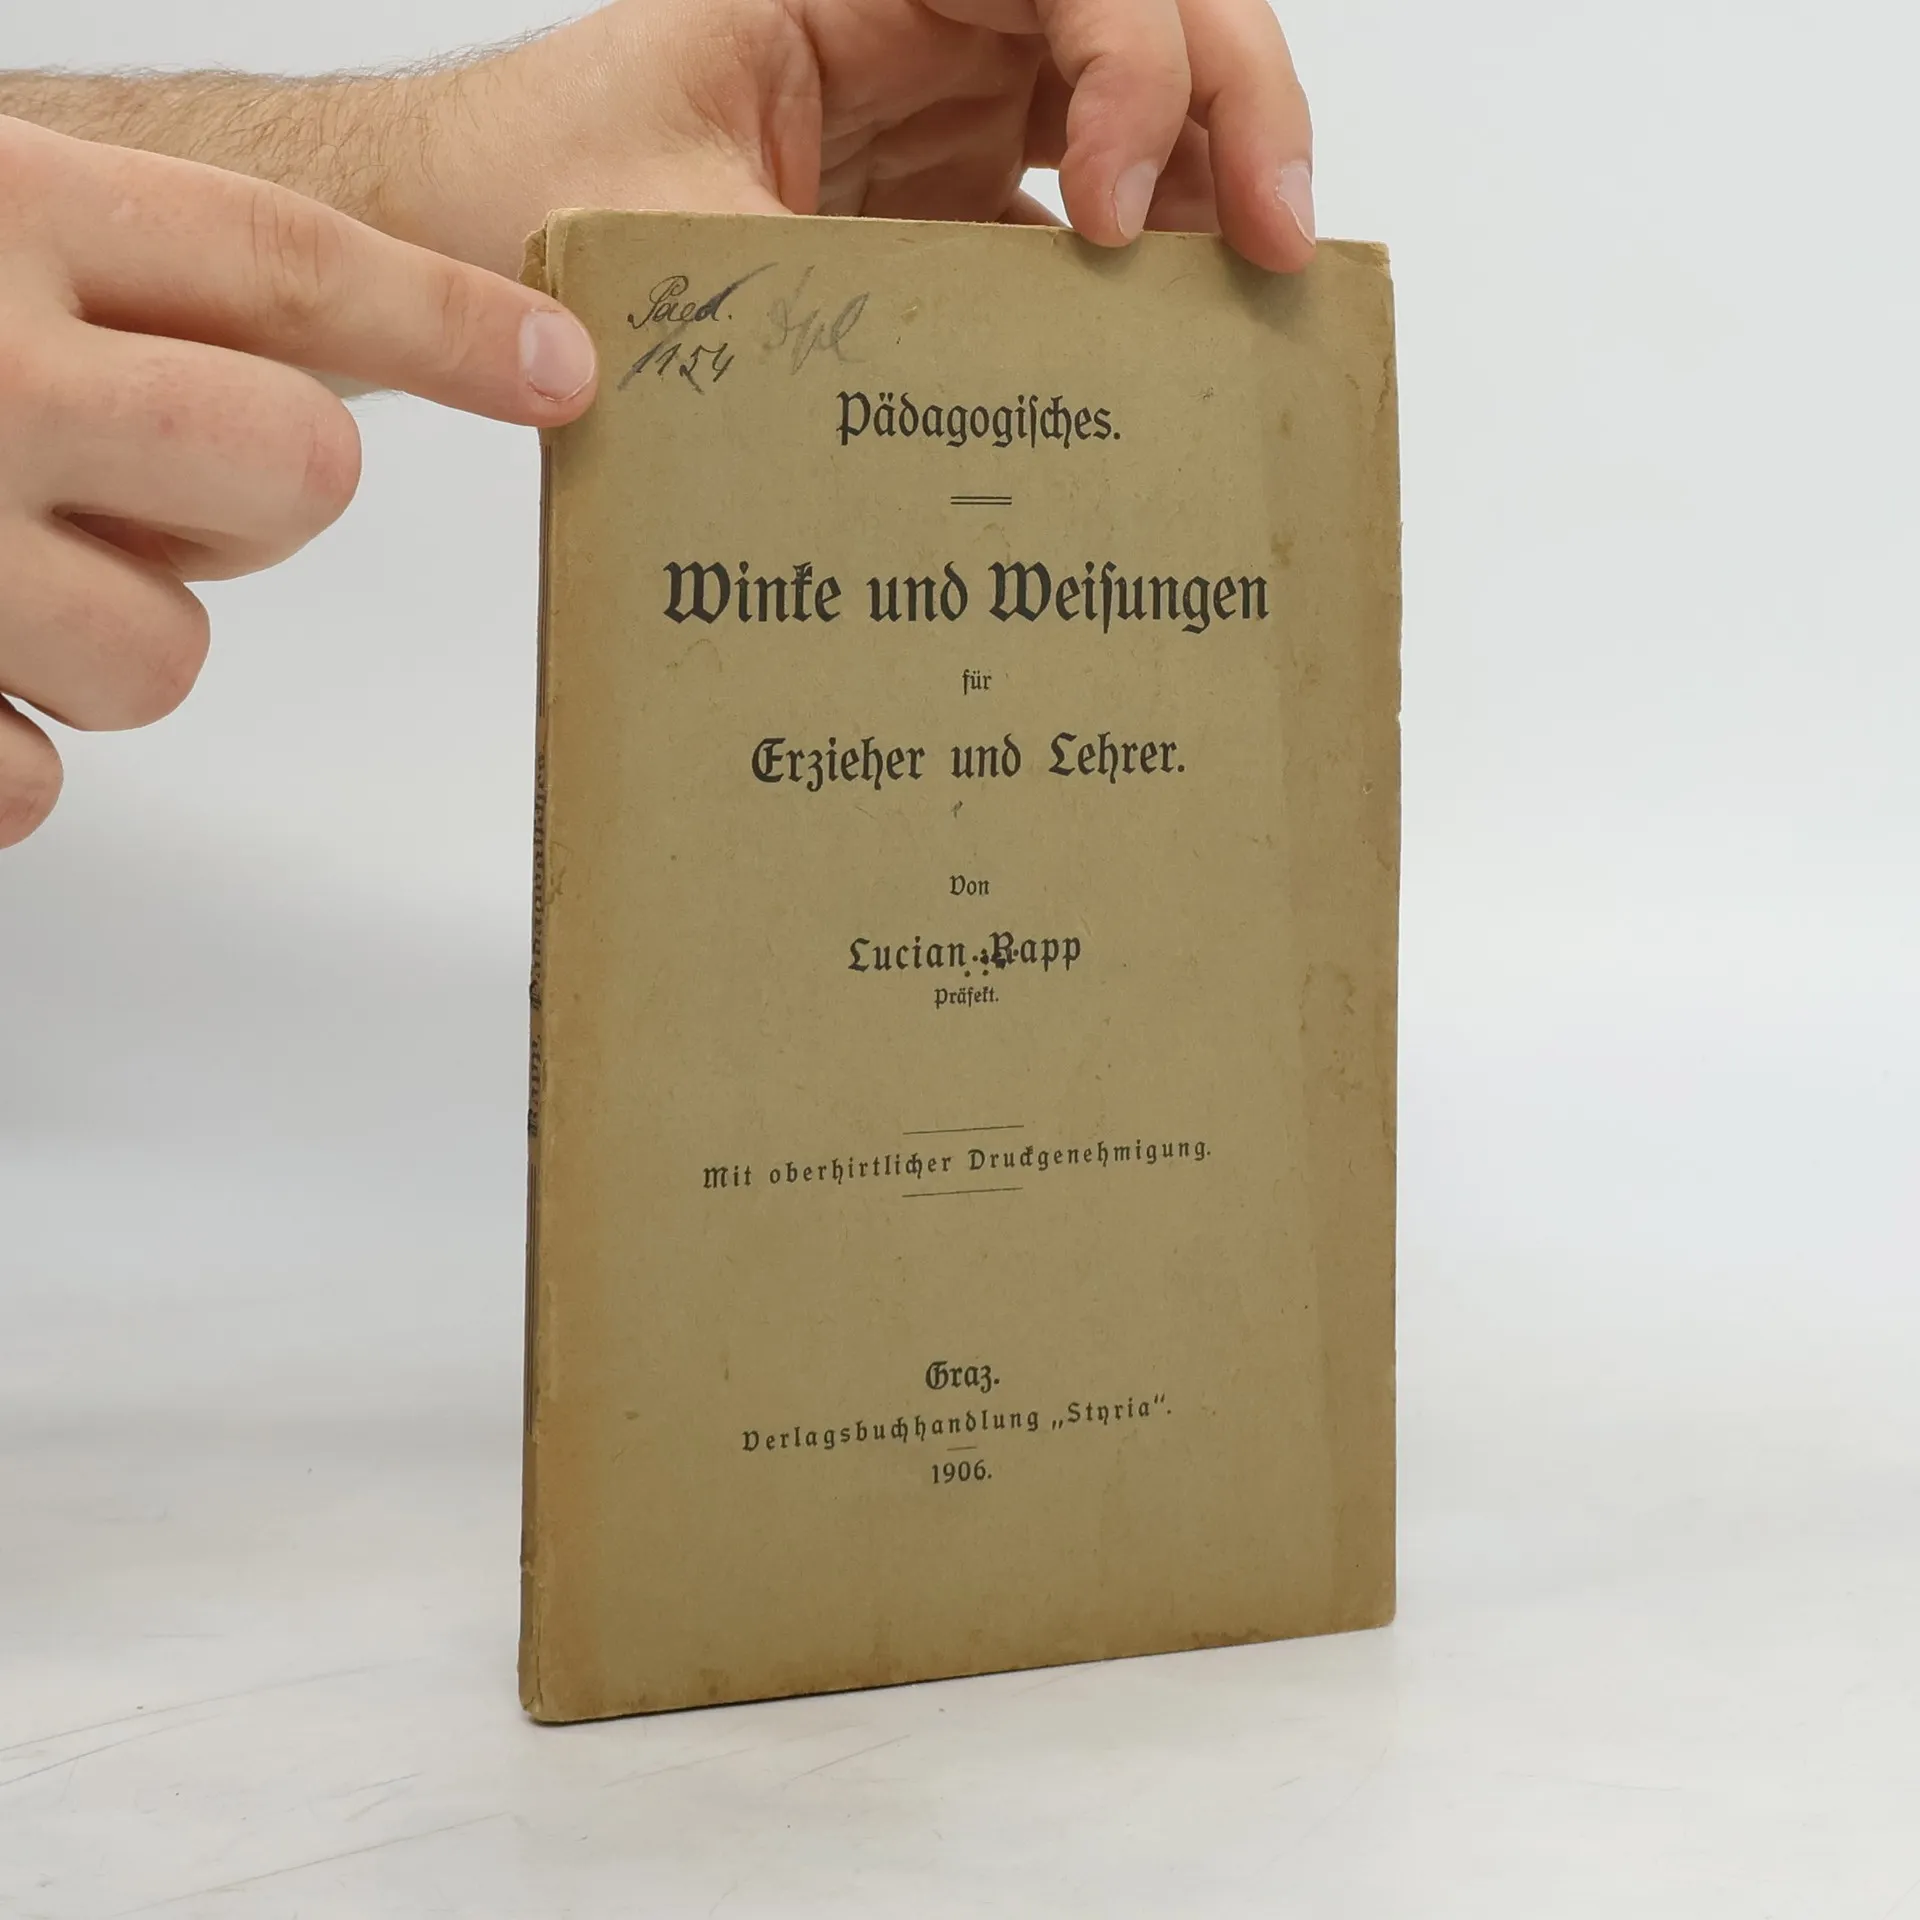 Paed.
1154
Pädagogisches.
Winke und Weisungen
für
Erzieher und Lehrer.
Von
Lucian Rapp
Präfekt.
Mit oberhirtlicher Druckgenehmigung.
Graz.
Verlagsbuchhandlung „Styria“.
1906.